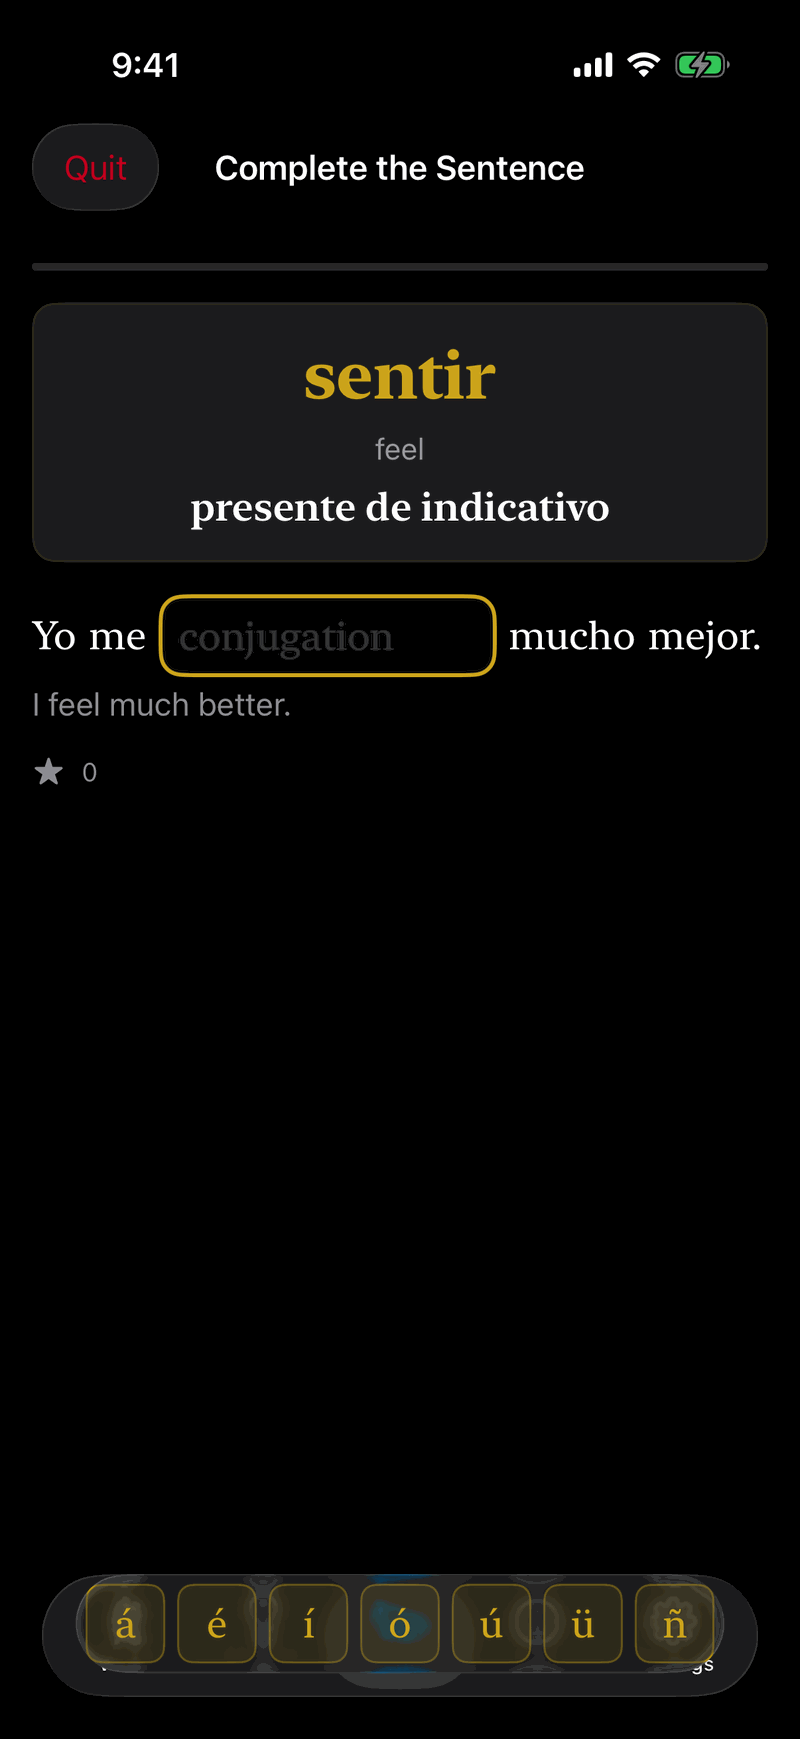 9:41
Quit
Complete the Sentence
sentir
feel
presente de indicativo
Yo me conjugation mucho mejor.
I feel much better.
★ 0
á é í ó ú ü ñ